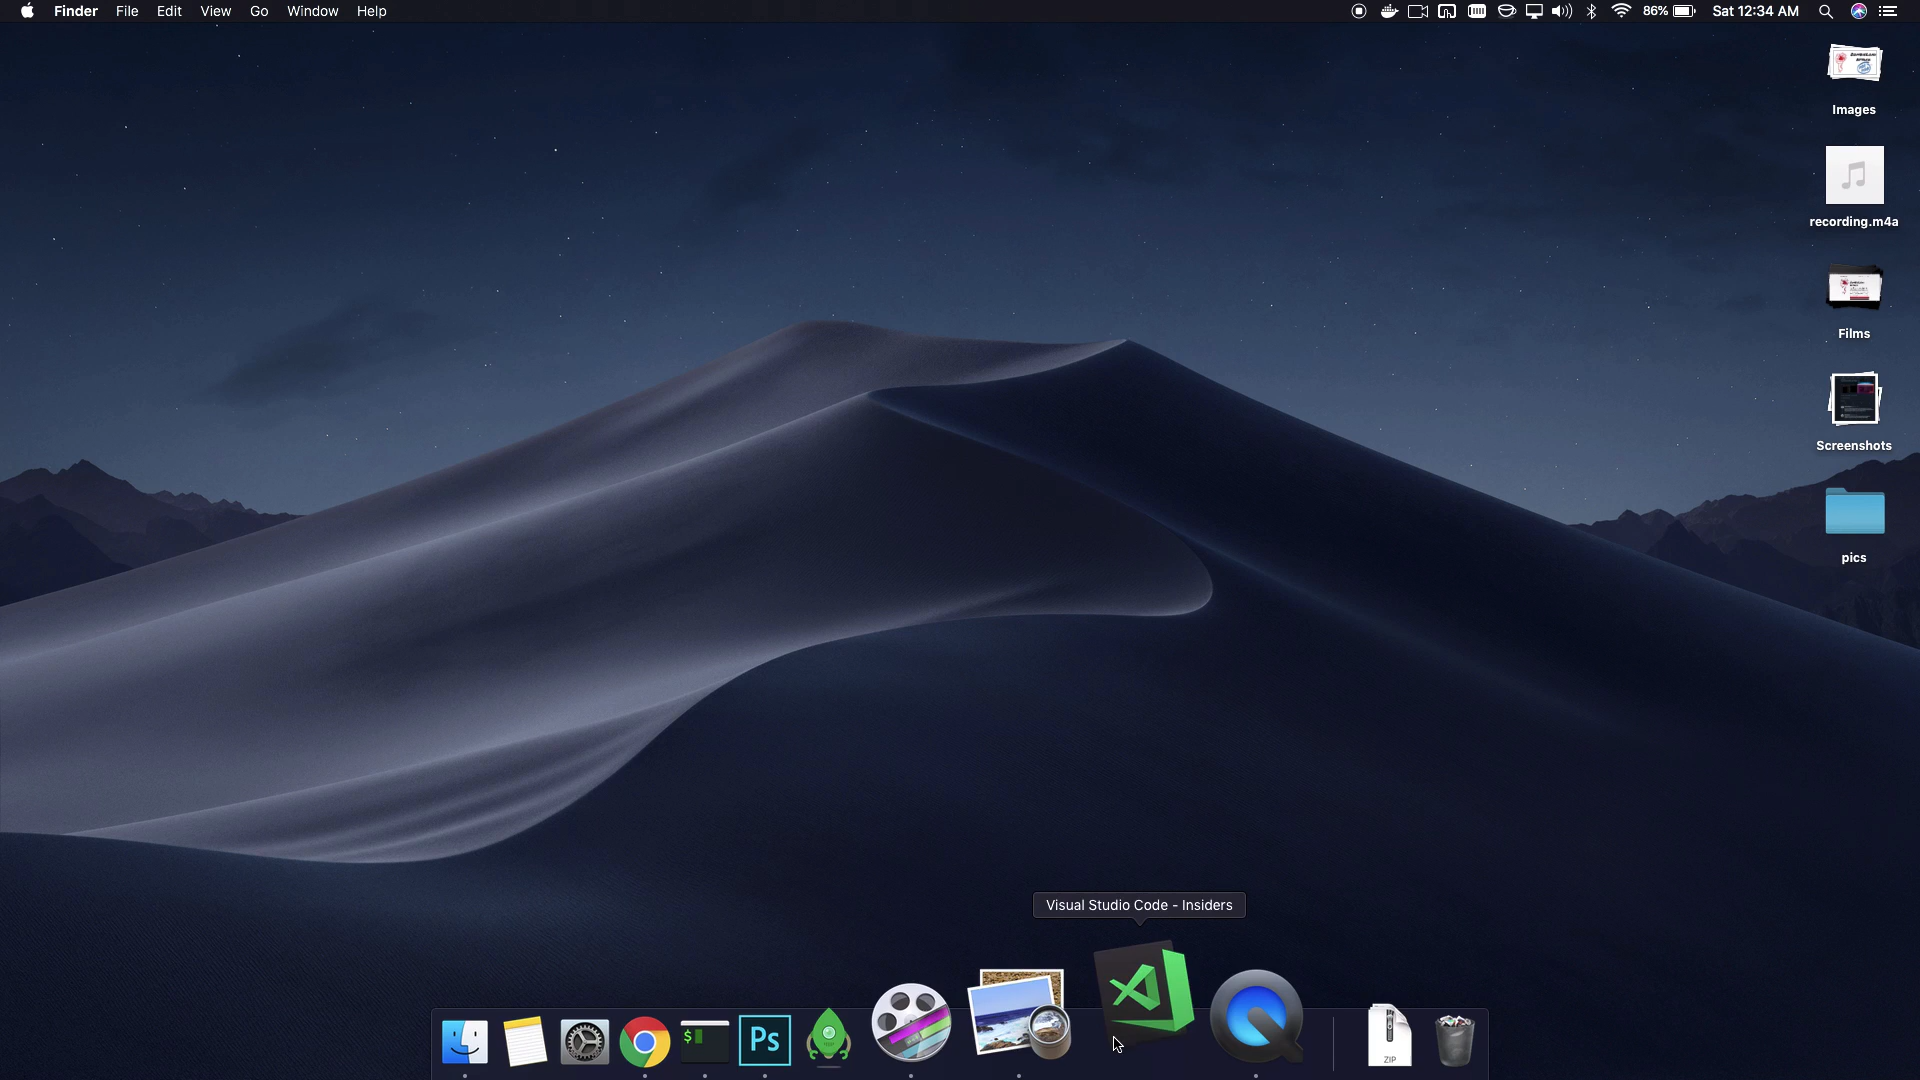 Finder File Edit View Go Window Help
86% Sat 12:34 AM
Images
recording.m4a
Films
Screenshots
pics
Visual Studio Code - Insiders
$
Ps
ZIP